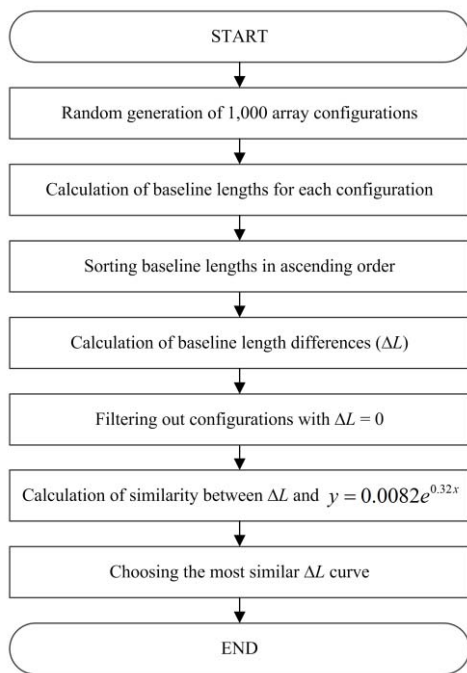 START
Random generation of 1,000 array configurations
Calculation of baseline lengths for each configuration
Sorting baseline lengths in ascending order
Calculation of baseline length differences (ΔL)
Filtering out configurations with ΔL = 0
Calculation of similarity between ΔL and y = 0.0082e^{0.32x}
Choosing the most similar ΔL curve
END